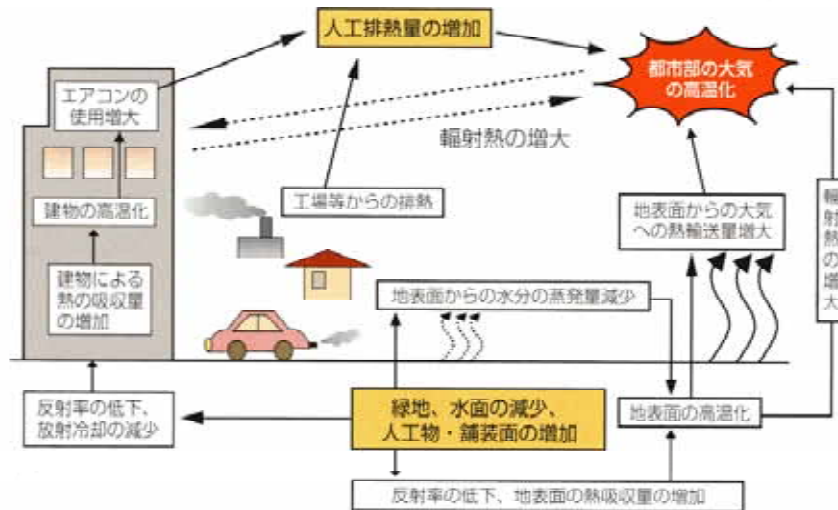 人工排熱量の増加
都市部の大気
の高温化
エアコンの
使用増大
輻射熱の増大
建物の高温化
工場等からの排熱
地表面からの大気
への熱輸送量増大
輻射熱の増大
建物による
熱の吸収量
の増加
地表面からの水分の蒸発量減少
反射率の低下、
放射冷却の減少
緑地、水面の減少、
人工物・舗装面の増加
地表面の高温化
反射率の低下、地表面の熱吸収量の増加